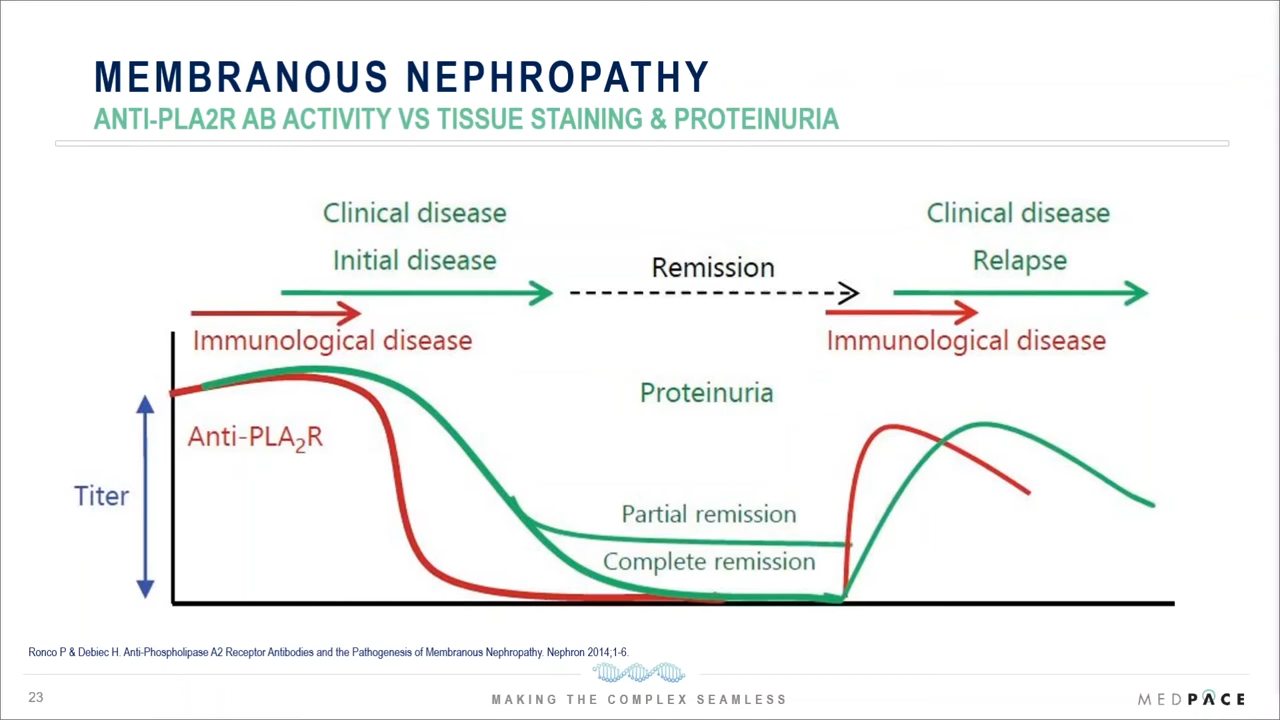 MEMBRANOUS NEPHROPATHY
ANTI-PLA2R AB ACTIVITY VS TISSUE STAINING & PROTEINURIA
Clinical disease
Initial disease
Remission
Clinical disease
Relapse
Immunological disease
Immunological disease
Proteinuria
Anti-PLA₂R
Titer
Partial remission
Complete remission
Ronco P & Debiec H. Anti-Phospholipase A2 Receptor Antibodies and the Pathogenesis of Membranous Nephropathy. Nephron 2014;1-6.
23
MAKING THE COMPLEX SEAMLESS
MEDPACE